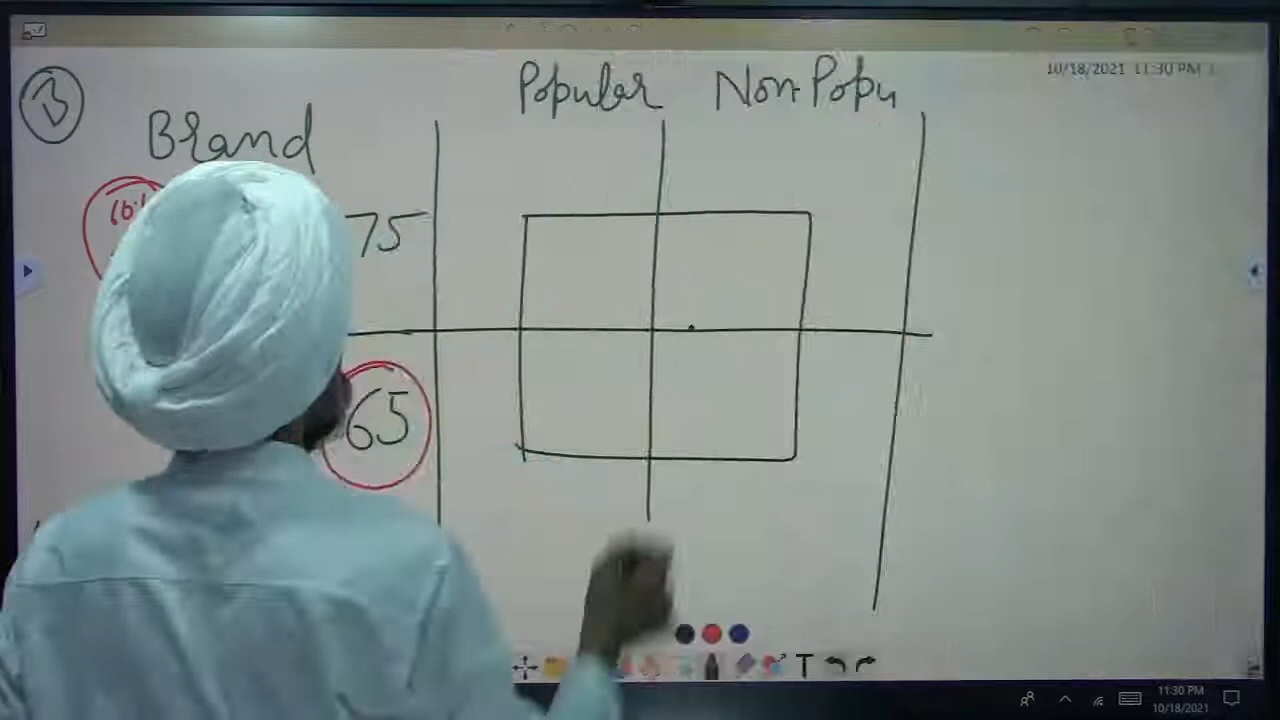 Popular Non-Popu
10/18/2021 11:30 PM
3
Brand
75
65
T
11:30 PM
10/18/2021